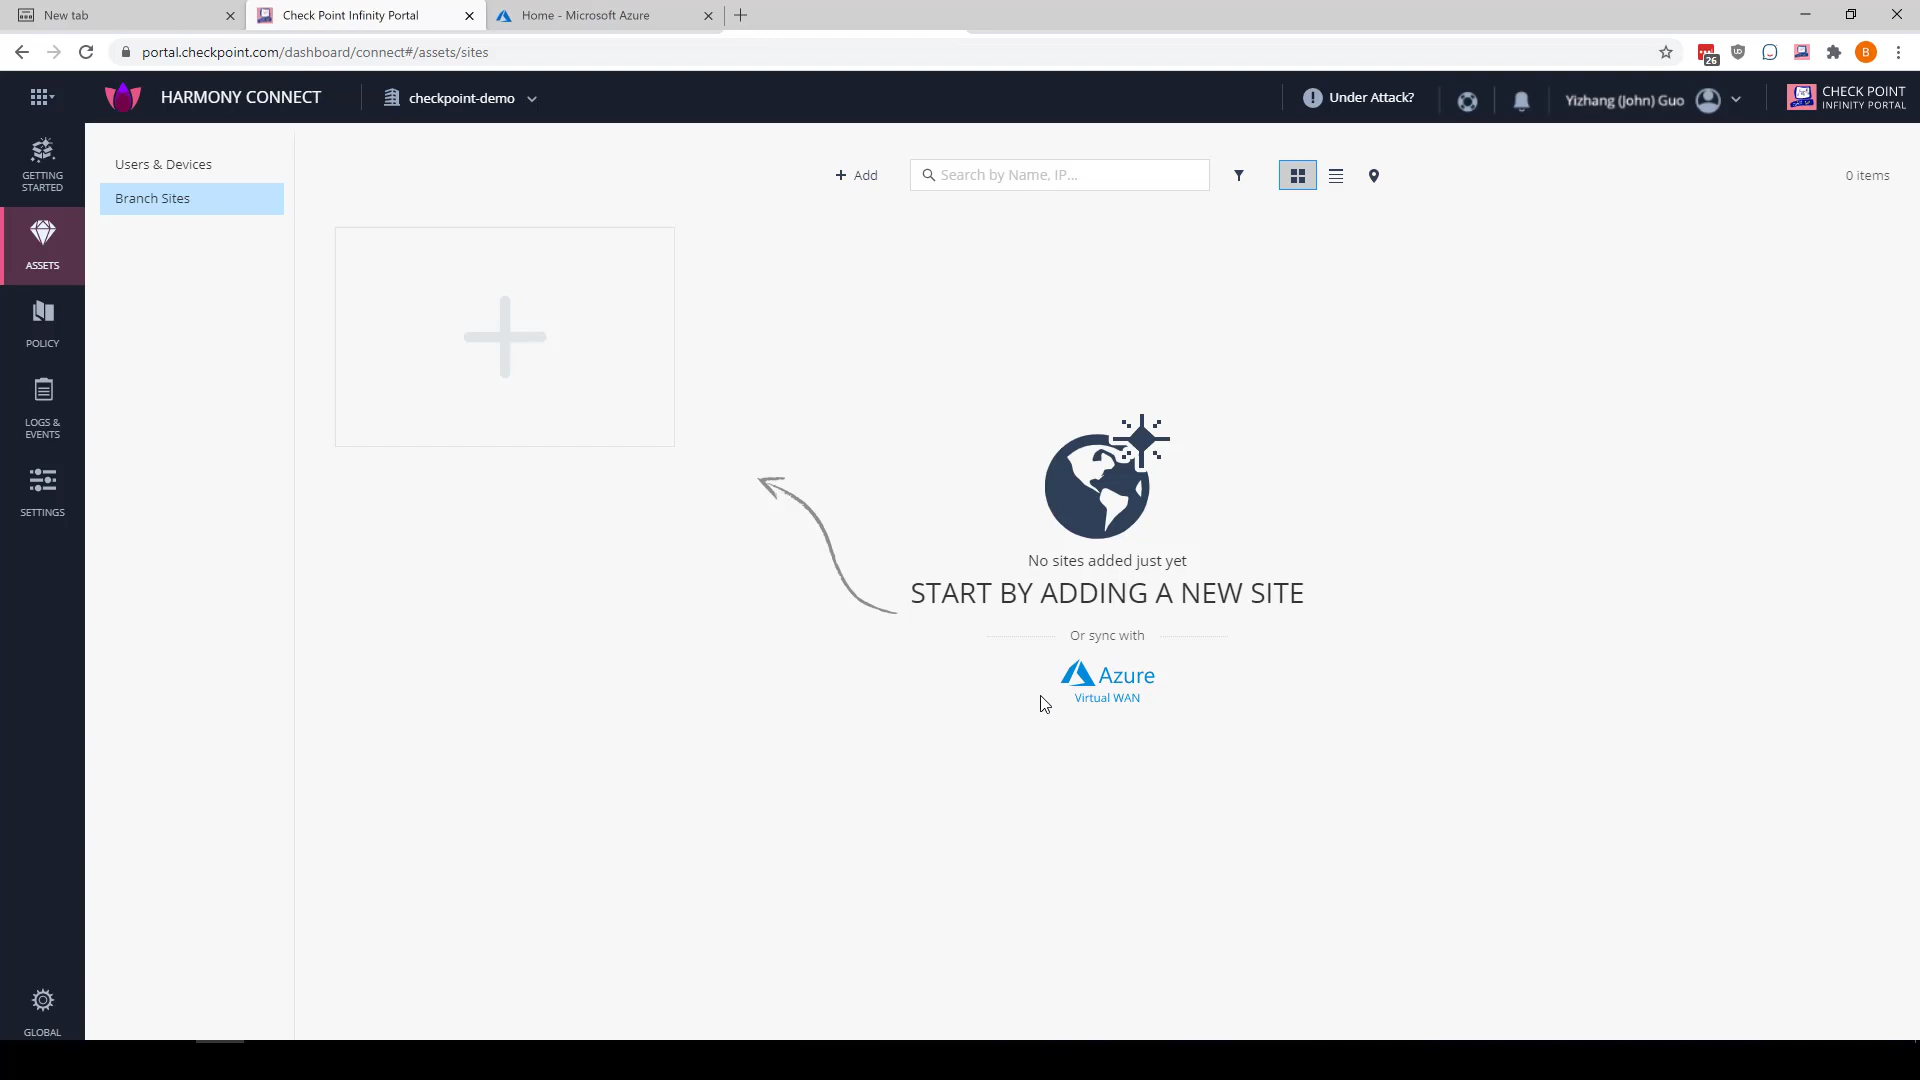 New tab
Check Point Infinity Portal
Home - Microsoft Azure
portal.checkpoint.com/dashboard/connect#/assets/sites
26
B
HARMONY CONNECT
checkpoint-demo
Under Attack?
Yizhang (John) Guo
CHECK POINT
INFINITY PORTAL
GETTING
STARTED
ASSETS
POLICY
LOGS &
EVENTS
SETTINGS
GLOBAL
Users & Devices
Branch Sites
+ Add
Search by Name, IP...
0 items
No sites added just yet
START BY ADDING A NEW SITE
Or sync with
Azure
Virtual WAN